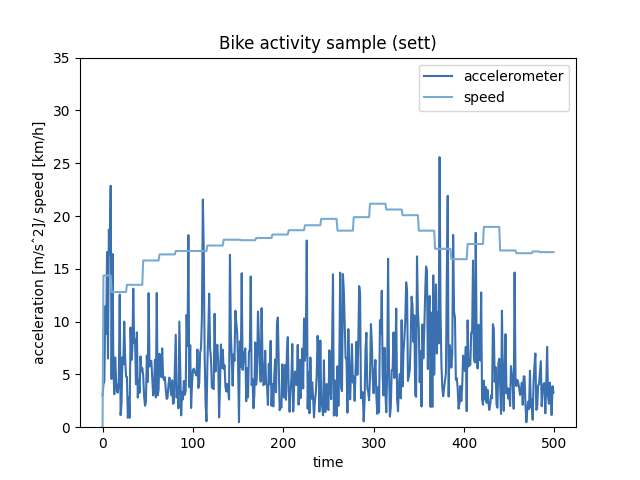 Bike activity sample (sett)
accelerometer
speed
acceleration [m/s^2]/ speed [km/h]
35
30
25
20
15
10
5
0
0 100 200 300 400 500
time